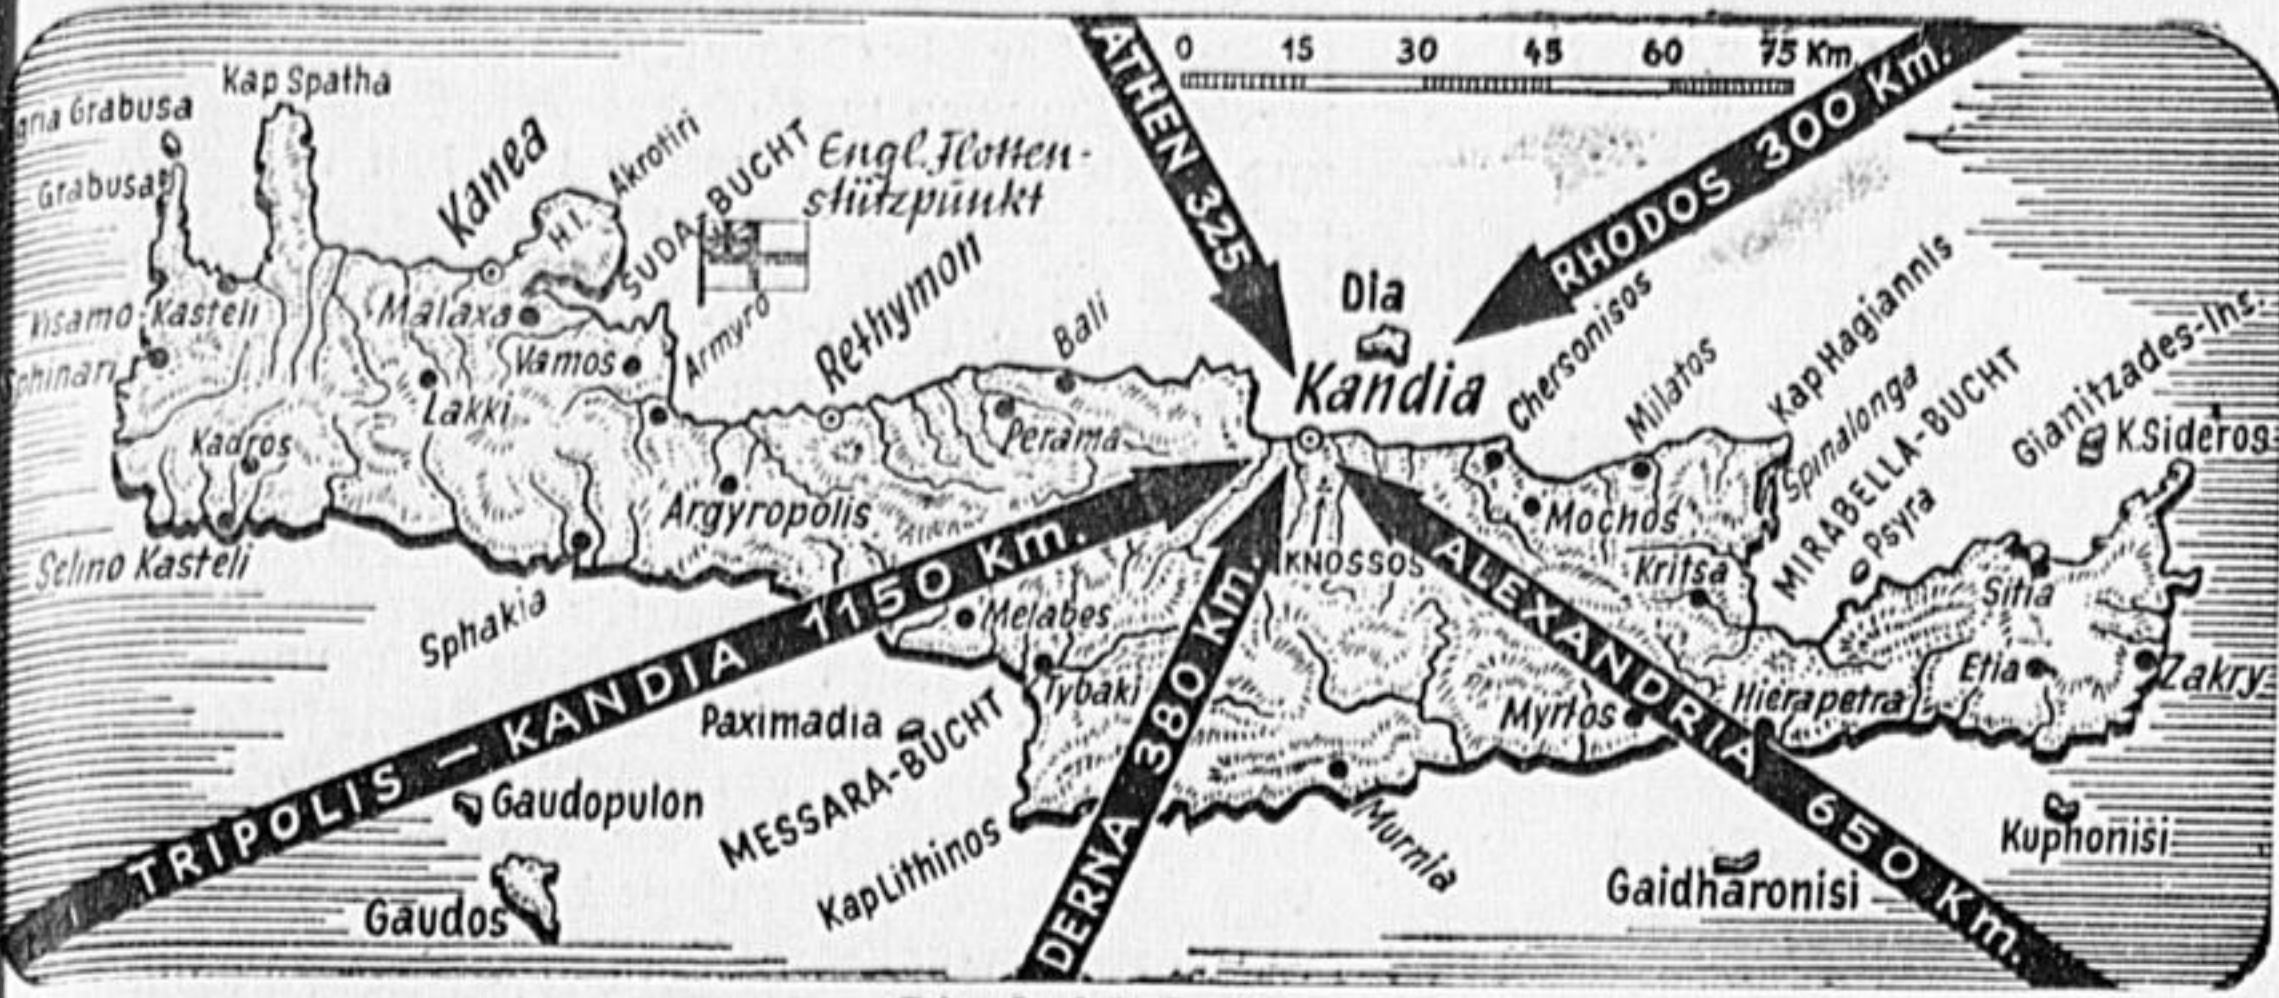 ATHEN 325
0 15 30 45 60 75 Km.
RHODOS 300 Km.
Kap Spatha
Grabusa
Grabusa
Kanea
Akrotiri
H.I.
SUDA-BUCHT
Engl. Flotten-
stützpunkt
Armyro
Rethymon
Bali
Dia
Kandia
Chersonisos
Milatos
Kap Hagiannis
Spinalonga
MIRABELLA-BUCHT
Psyra
Gianitzades-Ins.
K.Sideros
Kisamo-Kasteli
Malaxa
Vamos
Sphinari
Lakki
Kadros
Perama
Argyropolis
Selino Kasteli
Sphakia
KNOSSOS
Mochos
Kritsa
Sitia
Etia
Zakry
Melabes
Tybaki
Myrtos
Hierapetra
Paximadia
MESSARA-BUCHT
Kap Lithinos
Gaudopulon
Gaudos
Murnia
Gaidharonisi
Kuphonisi
TRIPOLIS — KANDIA 1150 Km.
DERNA 380 Km.
ALEXANDRIA 650 Km.